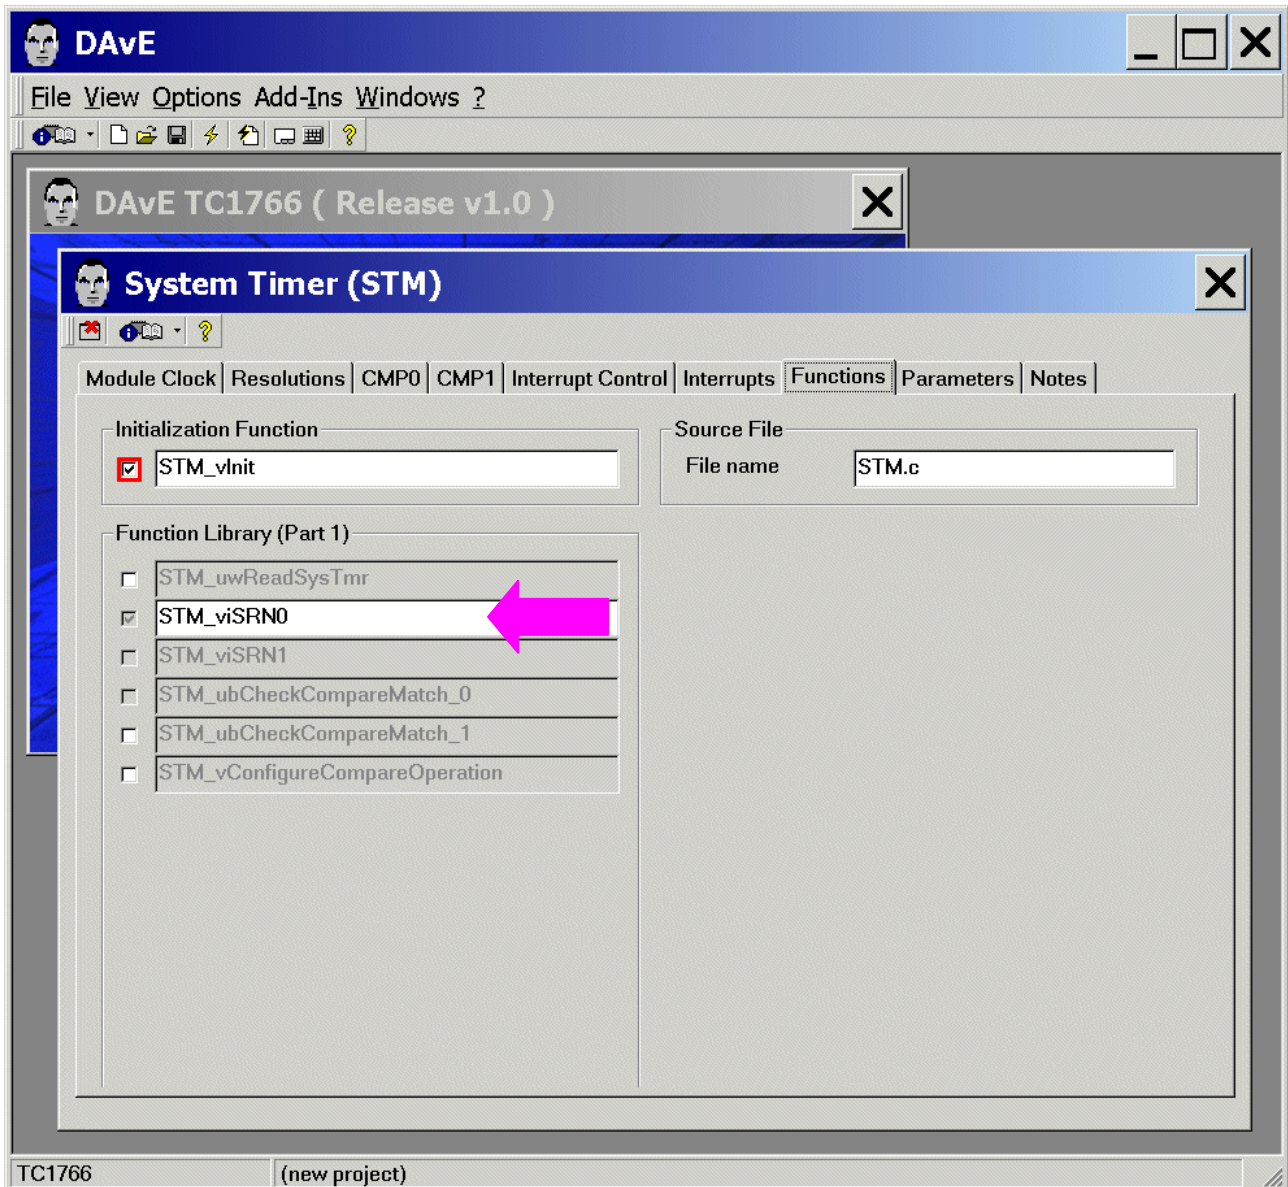 DAvE
File View Options Add-Ins Windows ?
DAvE TC1766 ( Release v1.0 )
System Timer (STM)
Module Clock Resolutions CMP0 CMP1 Interrupt Control Interrupts Functions Parameters Notes
Initialization Function
STM_vInit
Source File
File name STM.c
Function Library (Part 1)
STM_uwReadSysTmr
STM_viSRN0
STM_viSRN1
STM_ubCheckCompareMatch_0
STM_ubCheckCompareMatch_1
STM_vConfigureCompareOperation
TC1766 (new project)